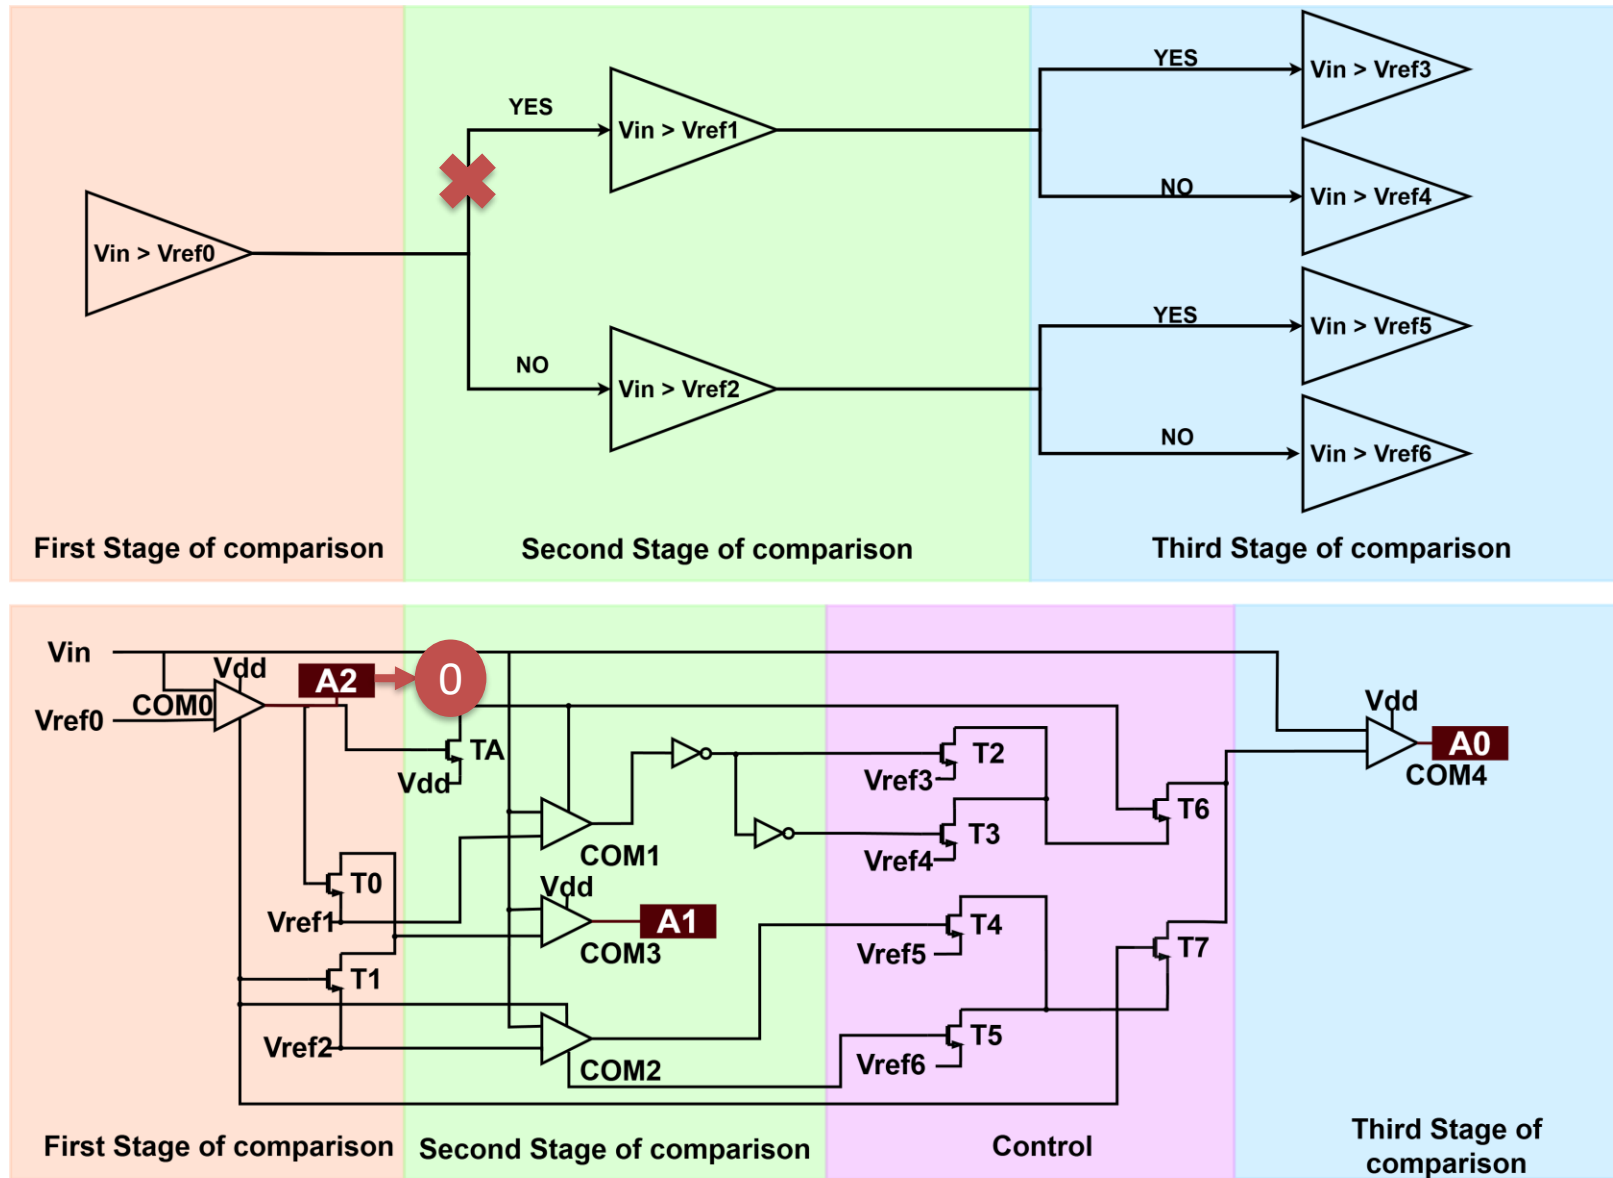 YES
Vin > Vref3
YES
Vin > Vref1
NO
Vin > Vref4
Vin > Vref0
YES
Vin > Vref5
NO
Vin > Vref2
NO
Vin > Vref6
First Stage of comparison
Second Stage of comparison
Third Stage of comparison
Vin
Vdd
A2
0
COM0
Vref0
TA
Vdd
T2
Vref3
Vdd
A0
COM4
T6
T3
Vref4
COM1
T0
Vref1
Vdd
A1
COM3
T4
Vref5
T7
T1
Vref2
COM2
T5
Vref6
First Stage of comparison
Second Stage of comparison
Control
Third Stage of
comparison